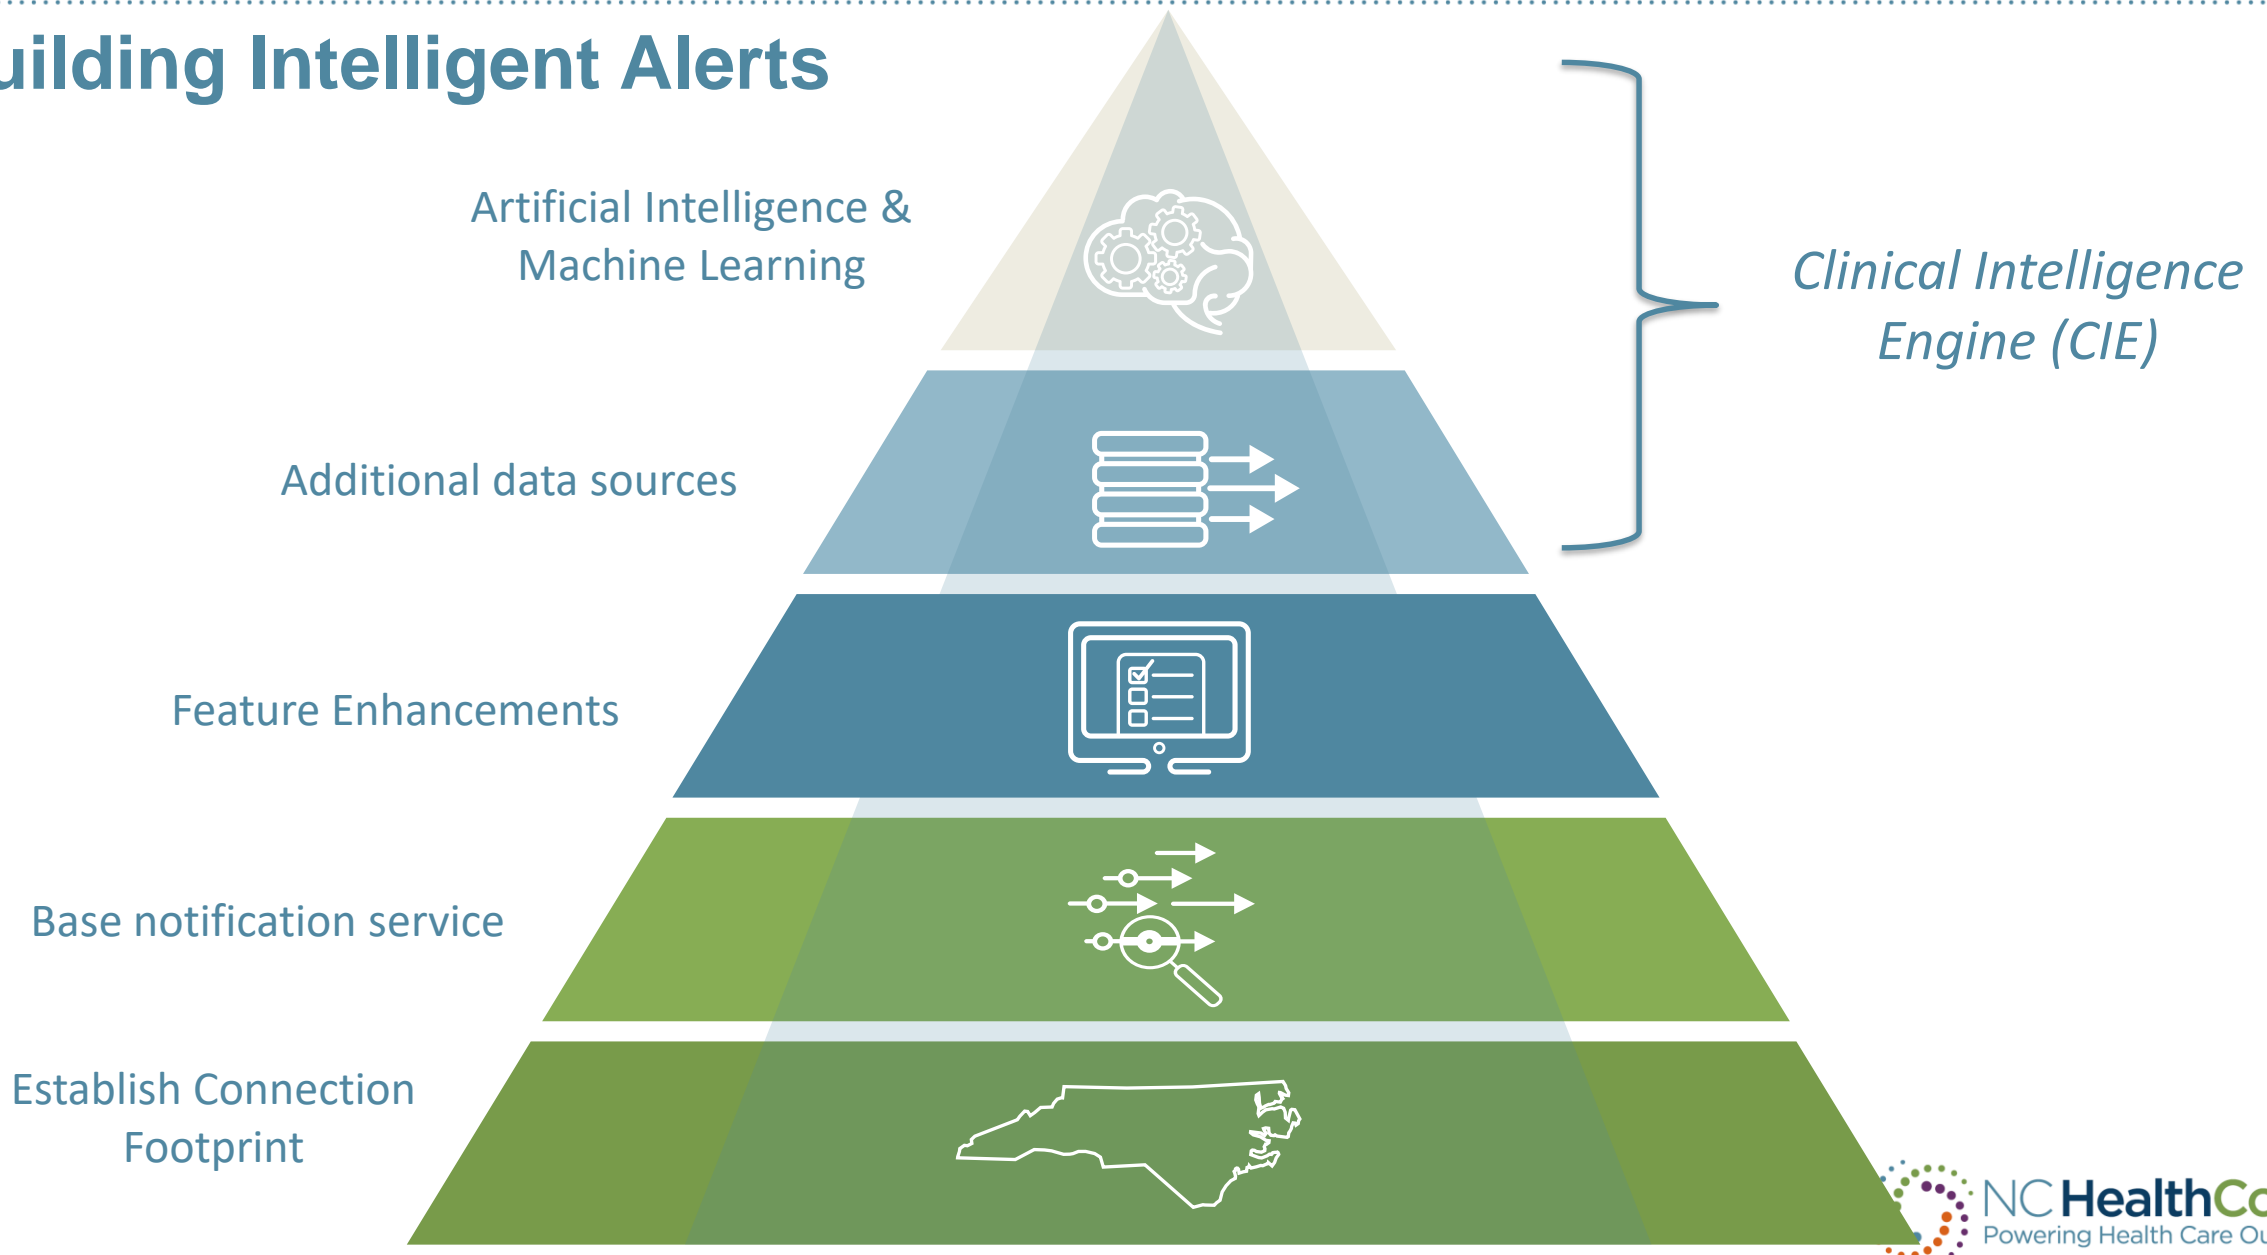 uilding Intelligent Alerts
Artificial Intelligence &
Machine Learning
Clinical Intelligence
Engine (CIE)
Additional data sources
Feature Enhancements
Base notification service
Establish Connection
Footprint
NC HealthCo
Powering Health Care Ou